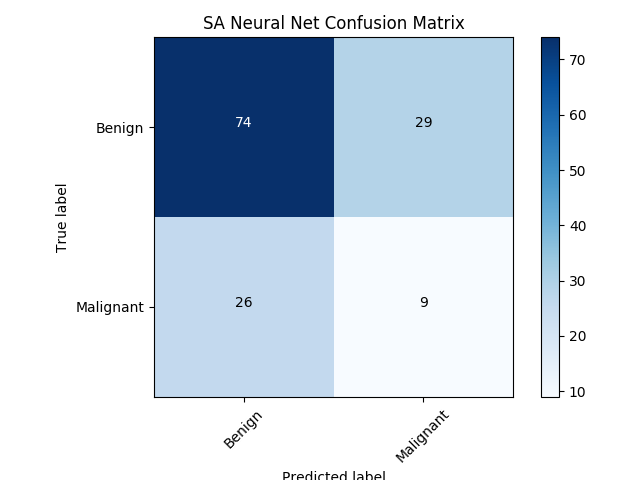 SA Neural Net Confusion Matrix
True label
Benign
74
29
Malignant
26
9
Benign
Malignant
Predicted label
70
60
50
40
30
20
10